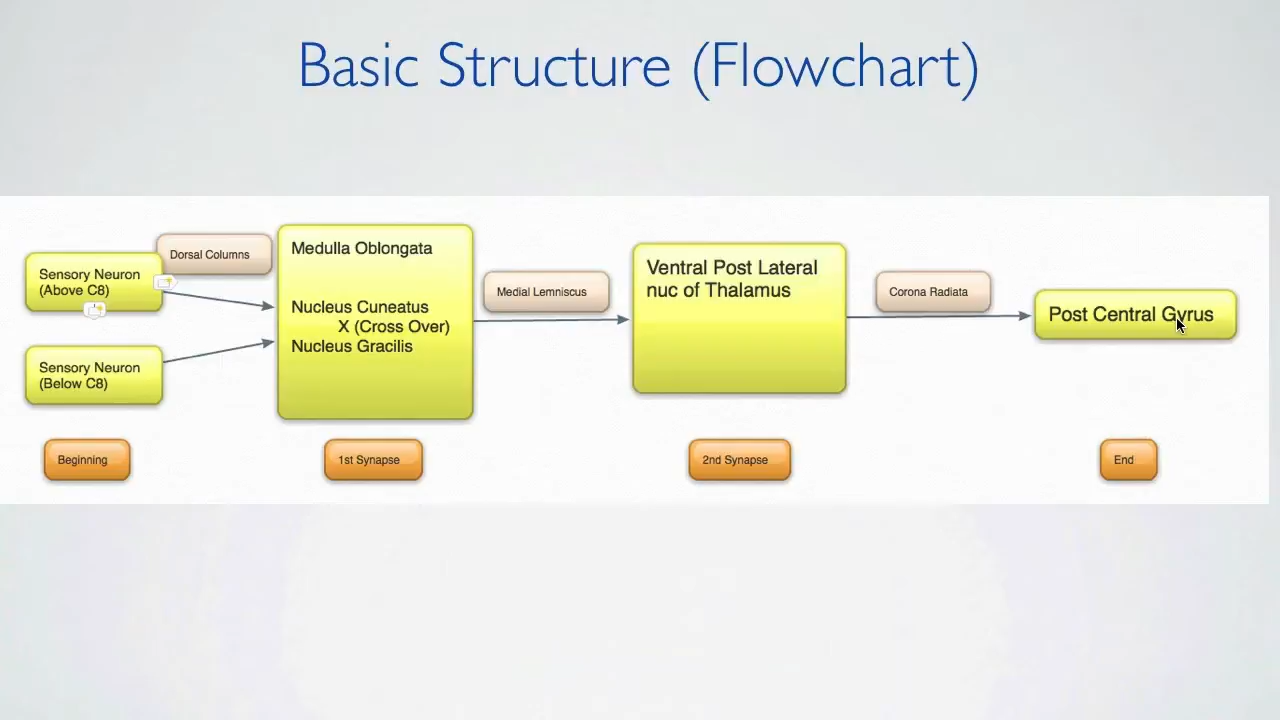 Basic Structure (Flowchart)
Sensory Neuron
(Above C8)
Dorsal Columns
Sensory Neuron
(Below C8)
Medulla Oblongata
Nucleus Cuneatus
X (Cross Over)
Nucleus Gracilis
Medial Lemniscus
Ventral Post Lateral
nuc of Thalamus
Corona Radiata
Post Central Gyrus
Beginning
1st Synapse
2nd Synapse
End